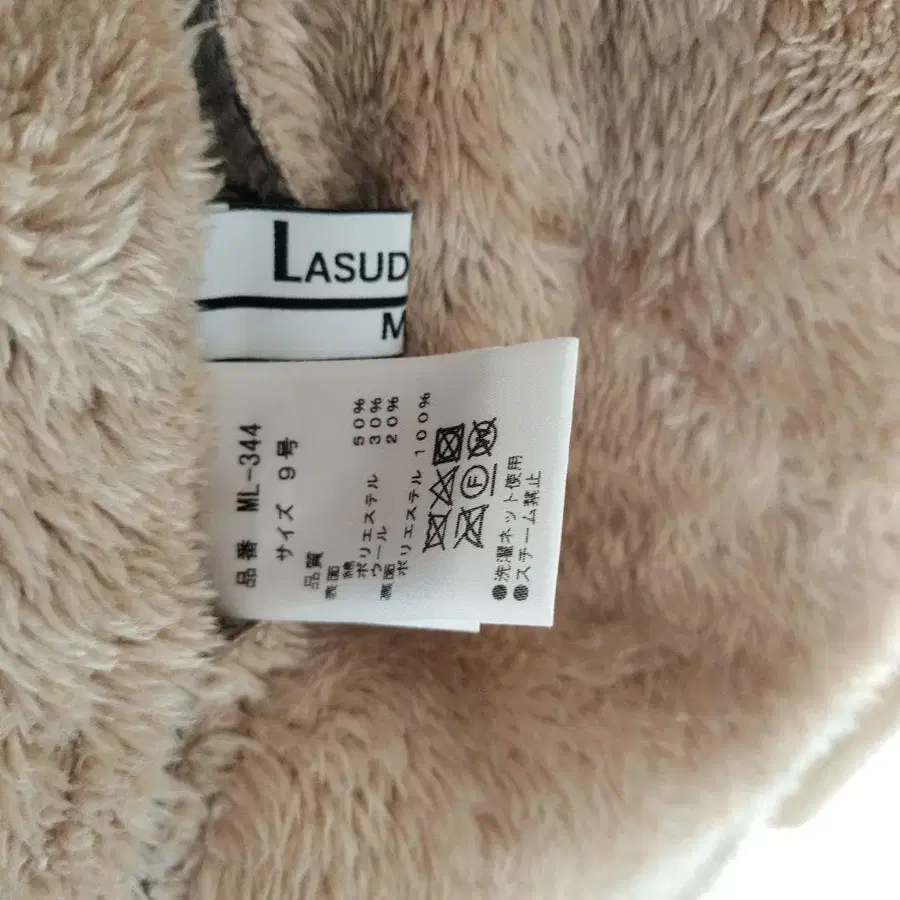 LASUD
M
品番 ML-344
サイズ 9号
品質
表面
綿 50%
ポリエステル 30%
ウール 20%
裏面
ポリエステル 100%
F
●洗濯ネット使用
●スチーム禁止